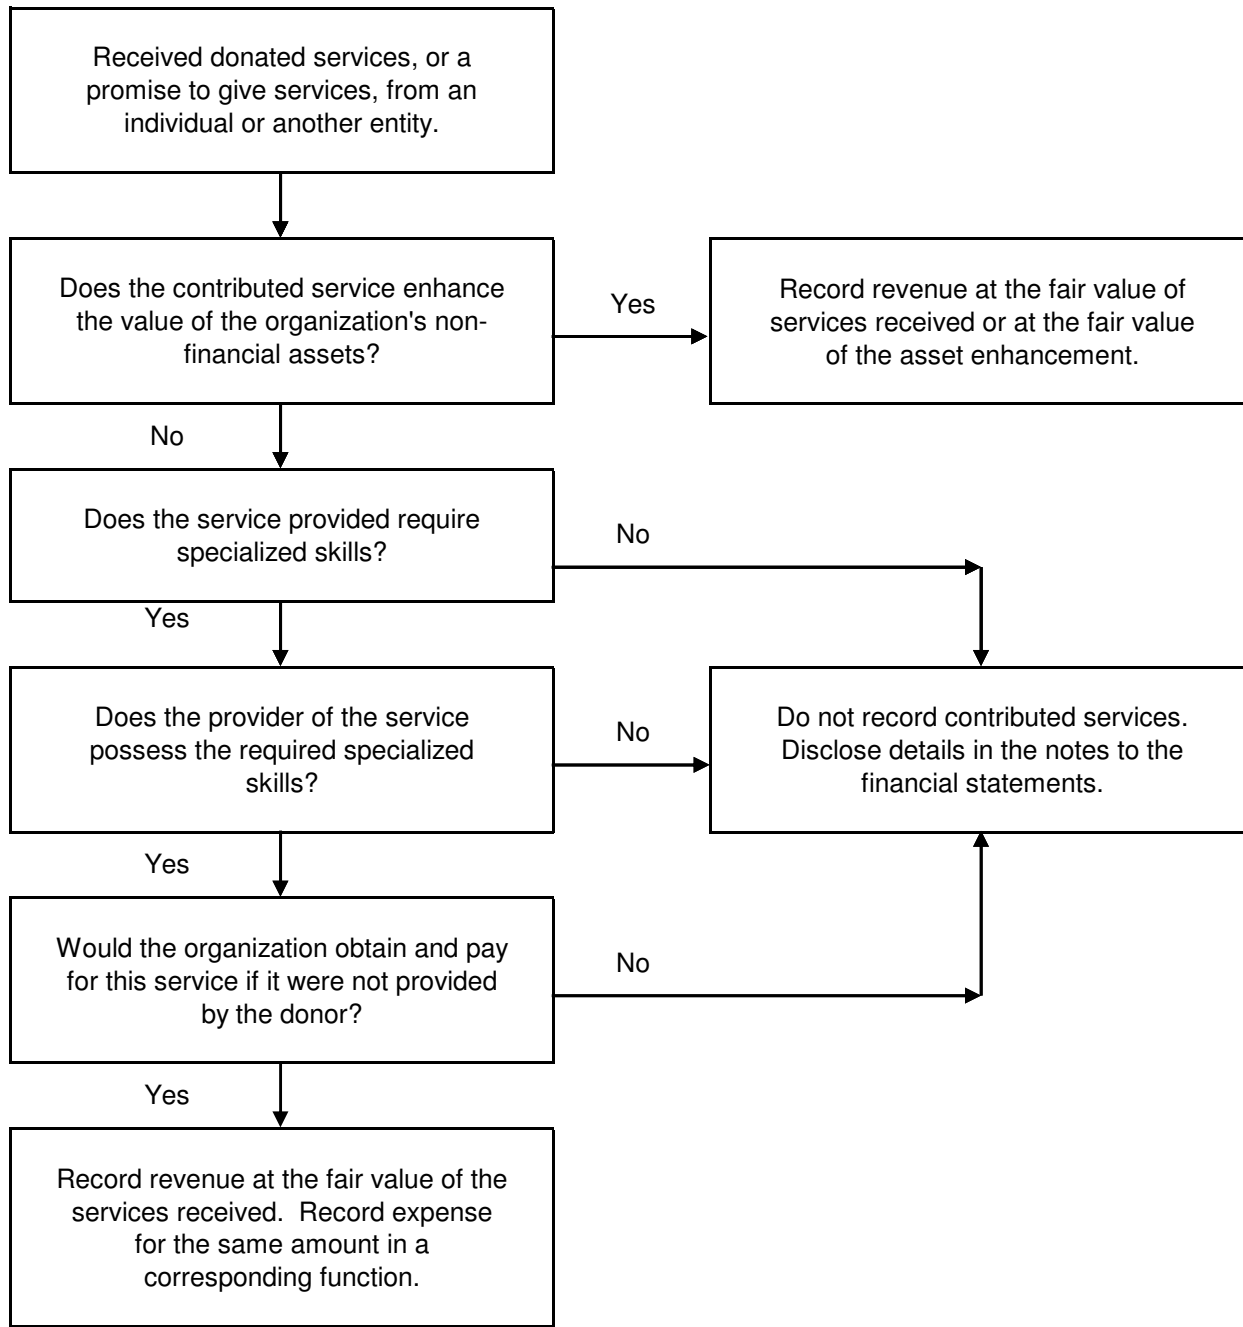 Received donated services, or a
promise to give services, from an
individual or another entity.
Does the contributed service enhance
the value of the organization's non-
financial assets?
Yes
Record revenue at the fair value of
services received or at the fair value
of the asset enhancement.
No
Does the service provided require
specialized skills?
No
Yes
Does the provider of the service
possess the required specialized
skills?
No
Do not record contributed services.
Disclose details in the notes to the
financial statements.
Yes
Would the organization obtain and pay
for this service if it were not provided
by the donor?
No
Yes
Record revenue at the fair value of the
services received.  Record expense
for the same amount in a
corresponding function.